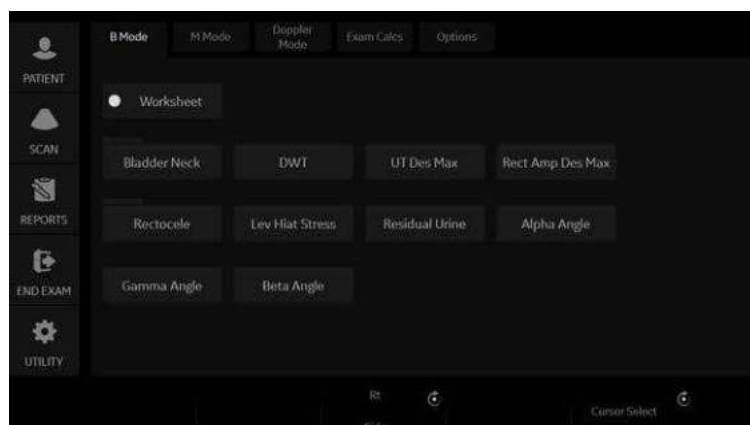 B Mode
M Mode
Doppler
Mode
Exam Calcs
Options
PATIENT
SCAN
REPORTS
END EXAM
UTILITY
Worksheet
Bladder Neck
DWT
UT Des Max
Rect Amp Des Max
Rectocele
Lev Hiat Stress
Residual Urine
Alpha Angle
Gamma Angle
Beta Angle
Rt
Cursor Select